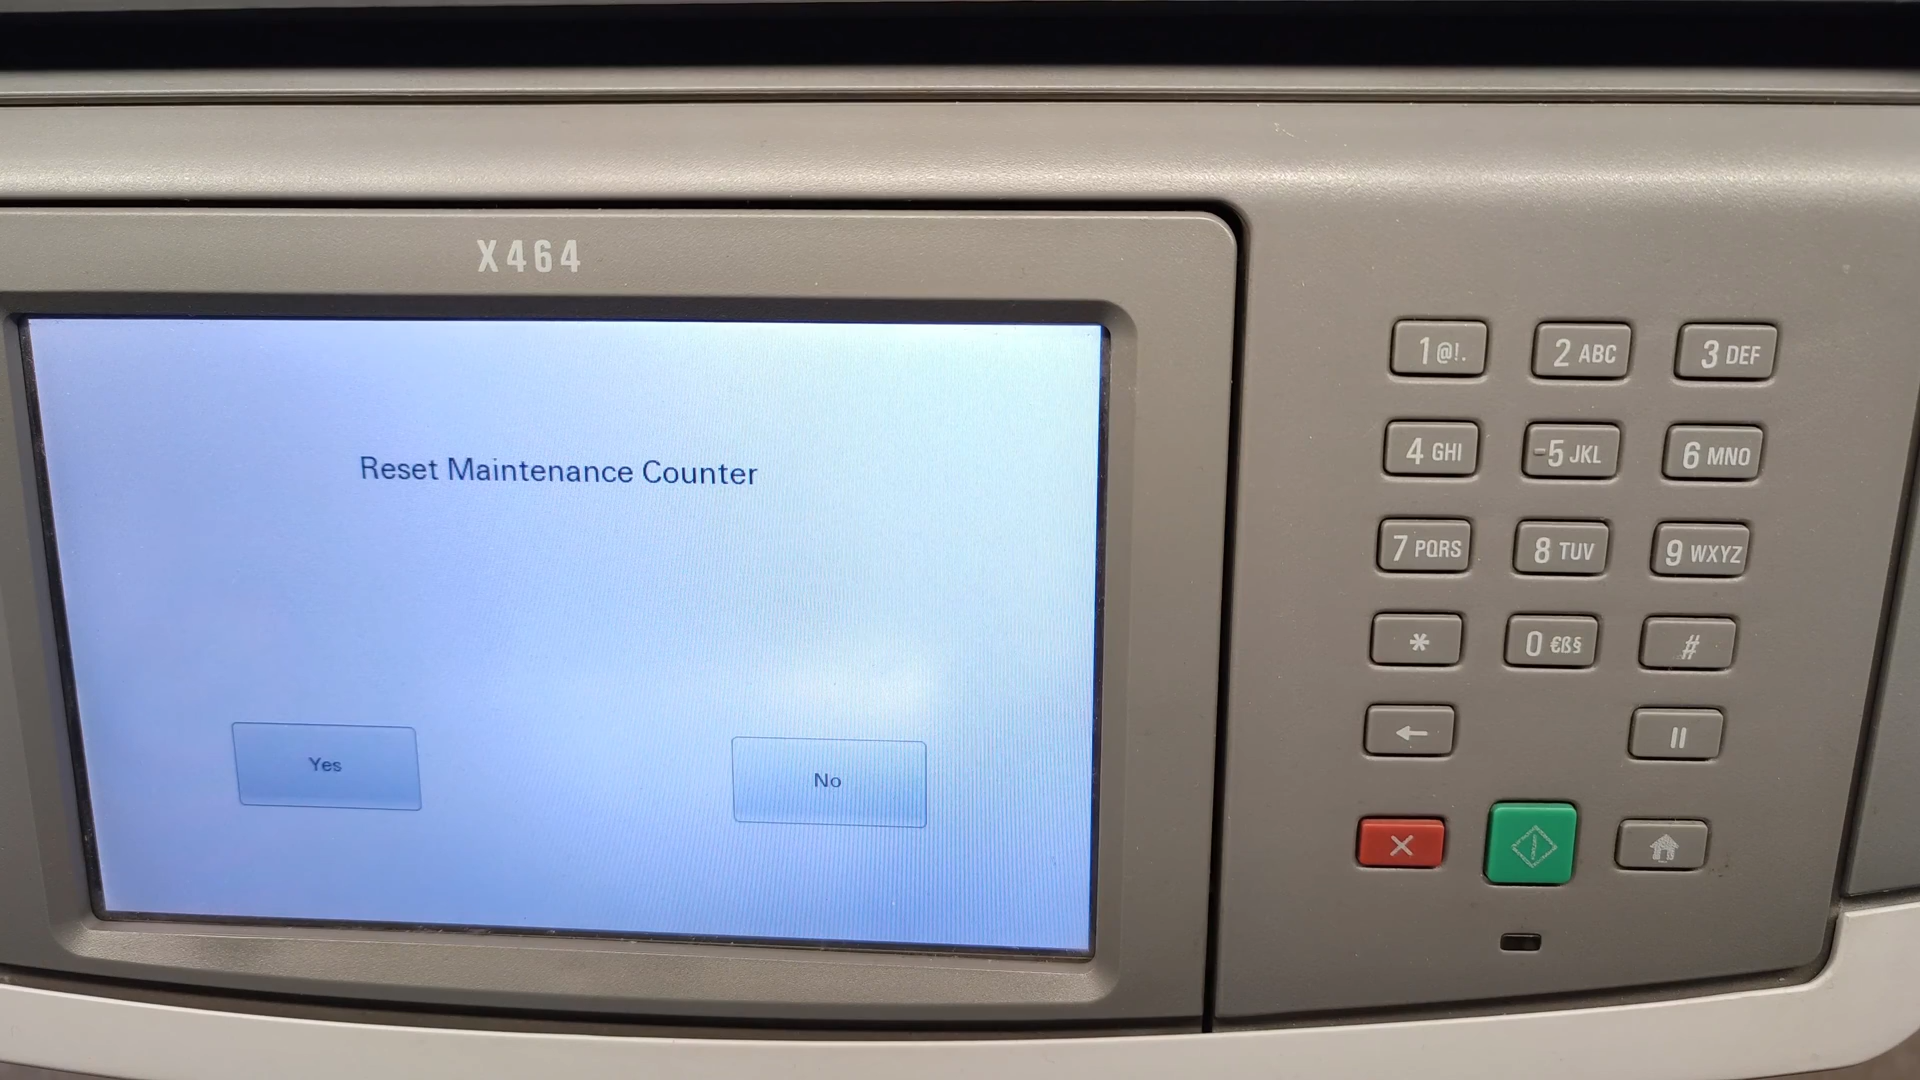 X464
Reset Maintenance Counter
Yes
No
1 @!.
2 ABC
3 DEF
4 GHI
-5 JKL
6 MNO
7 PQRS
8 TUV
9 WXYZ
*
0 €ß§
#